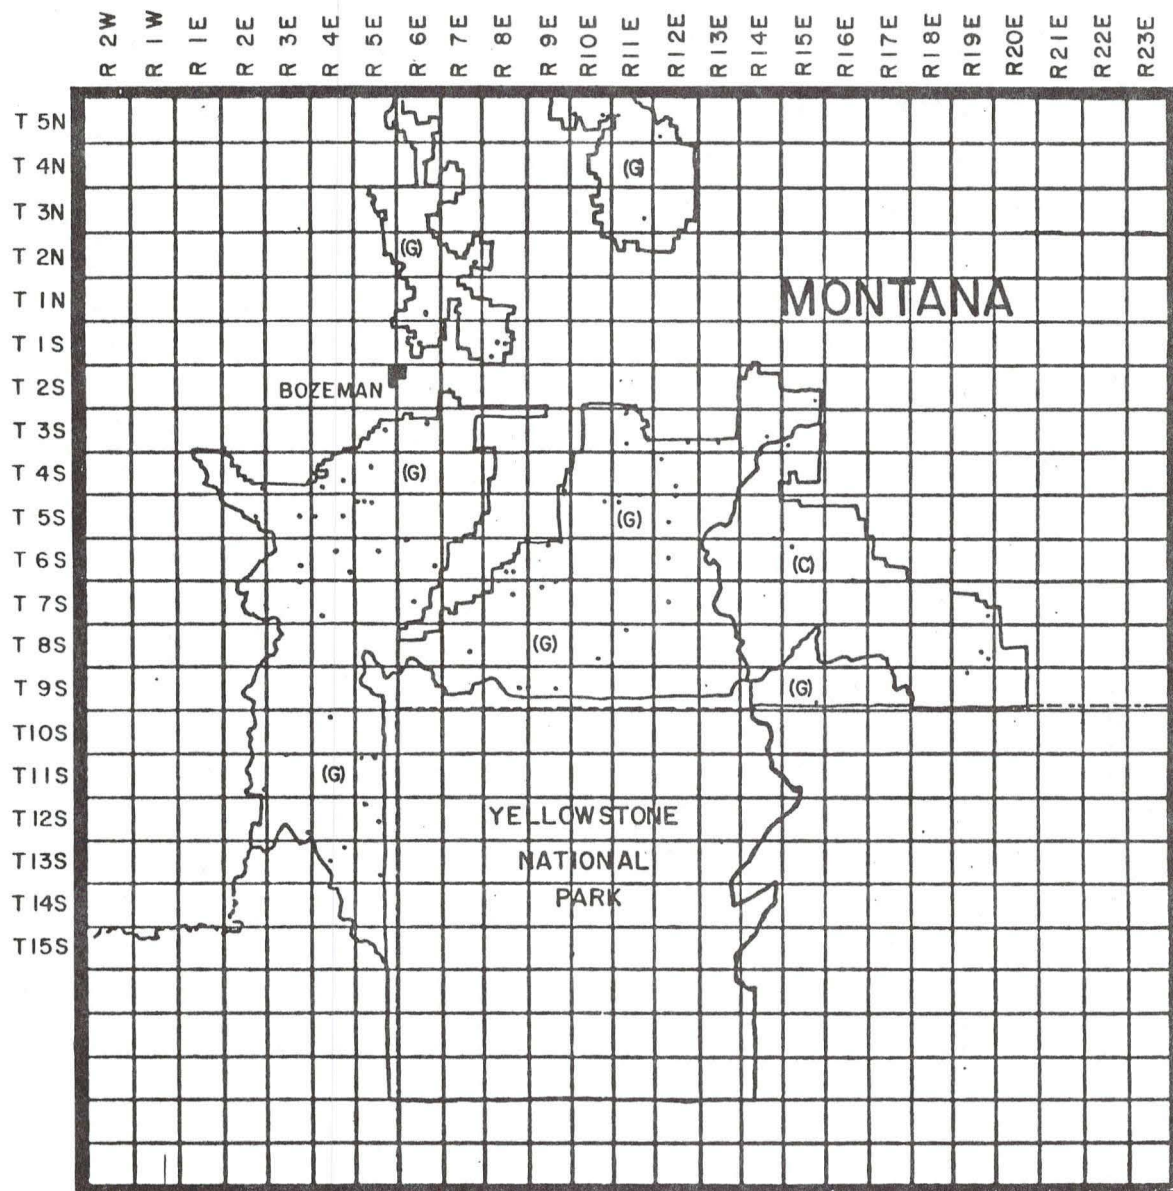 R 2W
R 1W
R 1E
R 2E
R 3E
R 4E
R 5E
R 6E
R 7E
R 8E
R 9E
R10E
R11E
R12E
R13E
R14E
R15E
R16E
R17E
R18E
R19E
R20E
R21E
R22E
R23E
T 5N
T 4N
(G)
T 3N
T 2N
(G)
T 1N
MONTANA
T 1S
T 2S
BOZEMAN
T 3S
T 4S
(G)
T 5S
(G)
T 6S
(C)
T 7S
T 8S
(G)
T 9S
(G)
T10S
T11S
(G)
T12S
YELLOWSTONE
T13S
NATIONAL
T14S
PARK
T15S